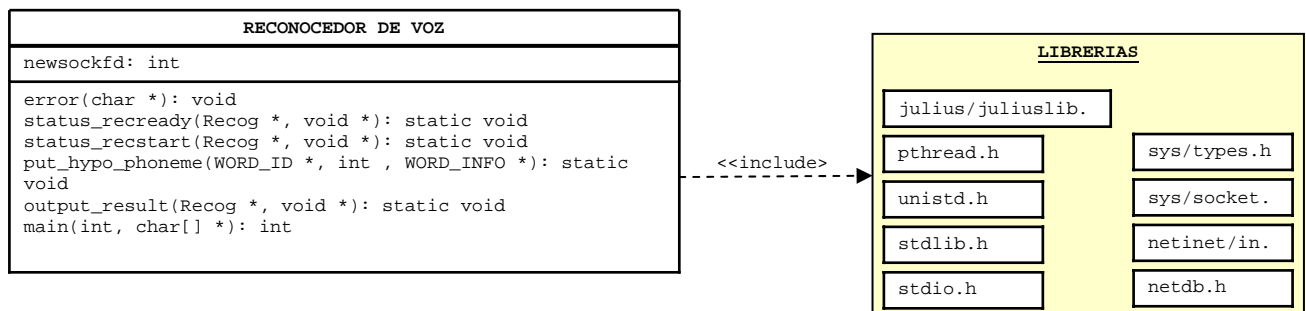 RECONOCEDOR DE VOZ
newsockfd: int
error(char *): void
status_recready(Recog *, void *): static void
status_recstart(Recog *, void *): static void
put_hypo_phoneme(WORD_ID *, int , WORD_INFO *): static
void
output_result(Recog *, void *): static void
main(int, char[] *): int
<<include>
LIBRERIAS
julius/juliuslib.
pthread.h
sys/types.h
unistd.h
sys/socket.
stdlib.h
netinet/in.
stdio.h
netdb.h